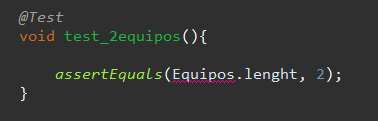 @Test
void test_2equipos(){
assertEquals(Equipos.lenght, 2);
}